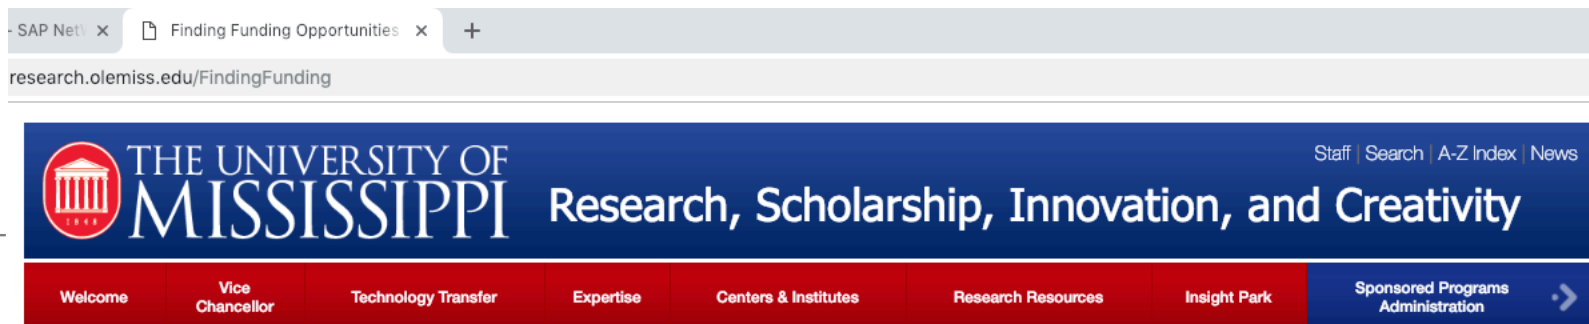 - SAP Net
Finding Funding Opportunities
research.olemiss.edu/FindingFunding
THE UNIVERSITY OF
MISSISSIPPI
1848
Staff | Search | A-Z Index | News
Research, Scholarship, Innovation, and Creativity
Welcome
Vice
Chancellor
Technology Transfer
Expertise
Centers & Institutes
Research Resources
Insight Park
Sponsored Programs
Administration